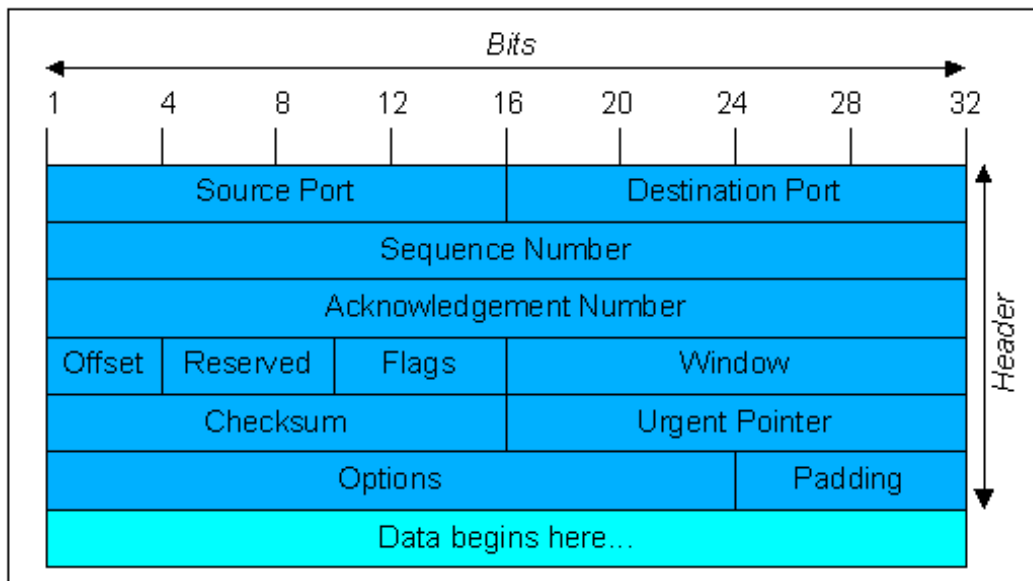 Bits
1 4 8 12 16 20 24 28 32
Source Port Destination Port
Sequence Number
Acknowledgement Number
Offset Reserved Flags Window
Checksum Urgent Pointer
Options Padding
Data begins here...
Header